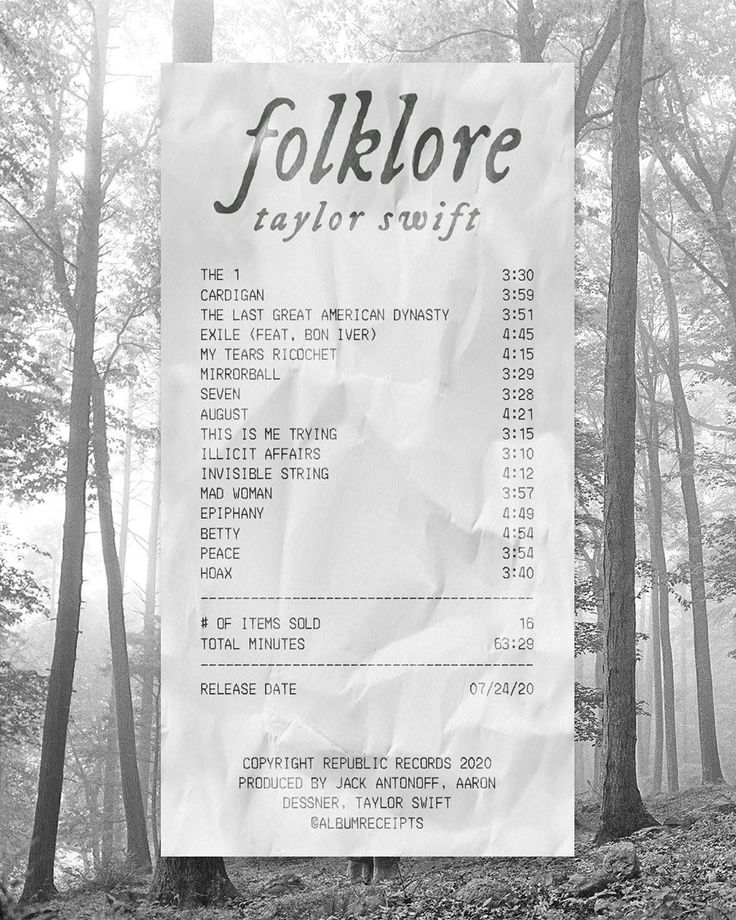 folklore
taylor swift
THE 1 3:30
CARDIGAN 3:59
THE LAST GREAT AMERICAN DYNASTY 3:51
EXILE (FEAT. BON IVER) 4:45
MY TEARS RICOCHET 4:15
MIRRORBALL 3:29
SEVEN 3:28
AUGUST 4:21
THIS IS ME TRYING 3:15
ILLICIT AFFAIRS 3:10
INVISIBLE STRING 4:12
MAD WOMAN 3:57
EPIPHANY 4:49
BETTY 4:54
PEACE 3:54
HOAX 3:40
# OF ITEMS SOLD 16
TOTAL MINUTES 63:29
RELEASE DATE 07/24/20
COPYRIGHT REPUBLIC RECORDS 2020
PRODUCED BY JACK ANTONOFF, AARON
DESSNER, TAYLOR SWIFT
@ALBUMRECEIPTS